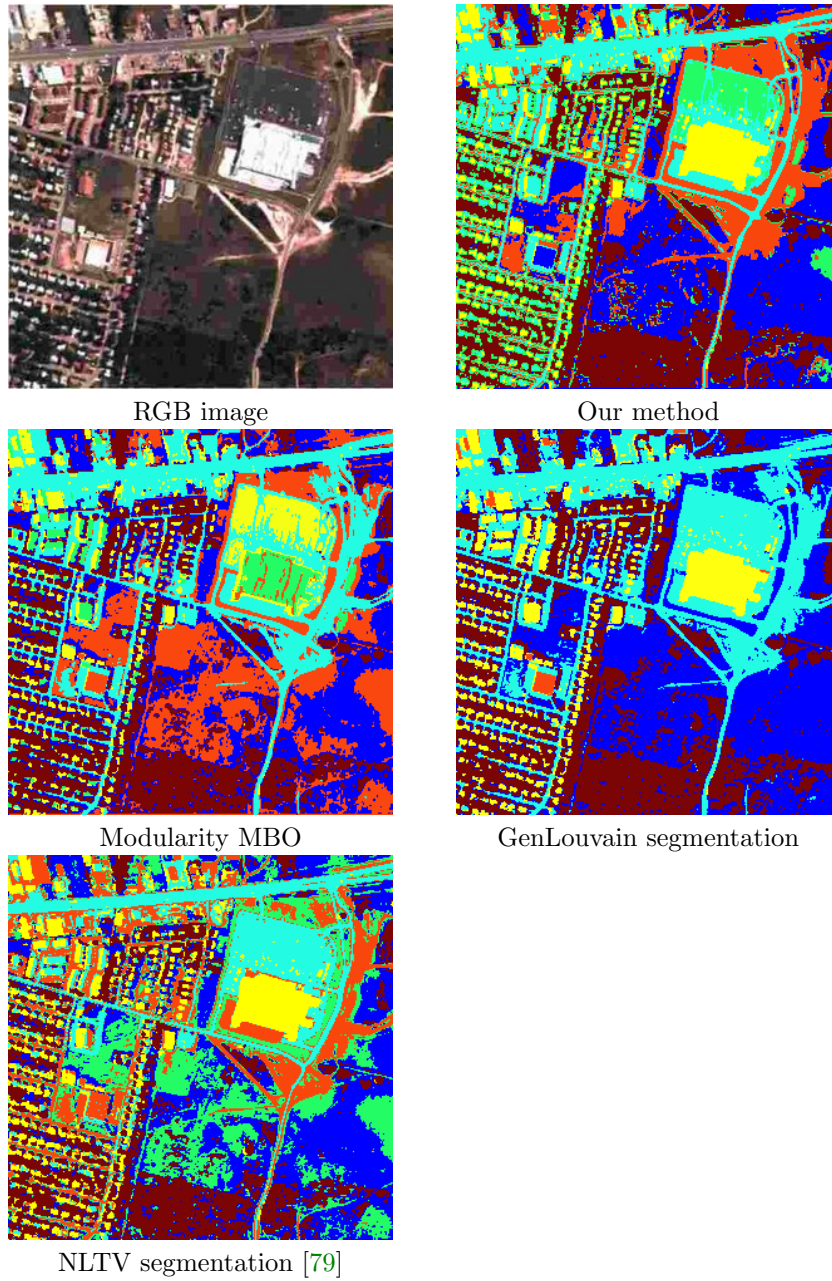 RGB image
Our method
Modularity MBO
GenLouvain segmentation
NLTV segmentation [79]